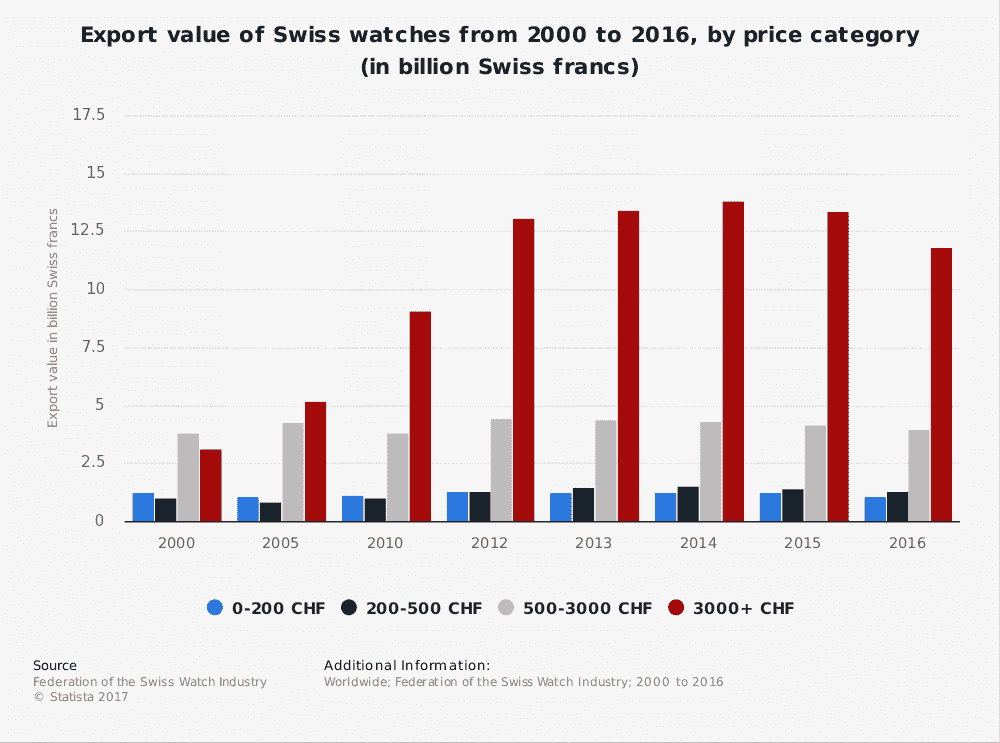 Export value of Swiss watches from 2000 to 2016, by price category
(in billion Swiss francs)
Export value in billion Swiss francs
17.5
15
12.5
10
7.5
5
2.5
0
2000 2005 2010 2012 2013 2014 2015 2016
0-200 CHF 200-500 CHF 500-3000 CHF 3000+ CHF
Source
Federation of the Swiss Watch Industry
© Statista 2017
Additional Information:
Worldwide; Federation of the Swiss Watch Industry; 2000 to 2016